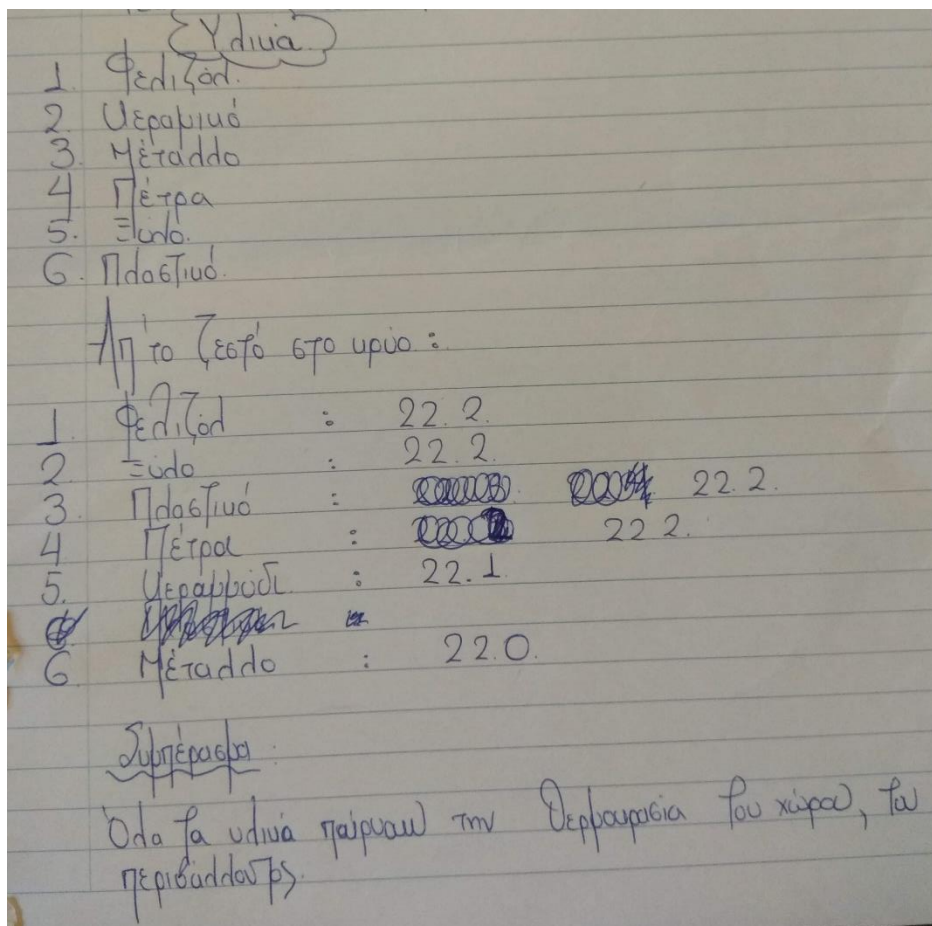 Υλικά
1. Φελιζόλ.
2. Κεραμικό
3. Μέταλλο
4 Πέτρα
5. Ξύλο.
6. Πλαστικό.
Απ' το ζεστό στο κρύο :
1. Φελιζόλ : 22.2.
2 Ξύλο : 22.2.
3. Πλαστικό : 22.2.
4 Πέτρα : 22 2.
5. Κεραμμύδι : 22.1.
6 Μέταλλο : 22.0.
Συμπέρασμα.
Όλα τα υλικά παίρνουν την θερμοκρασία του χώρου, του
περιβάλλοντος.